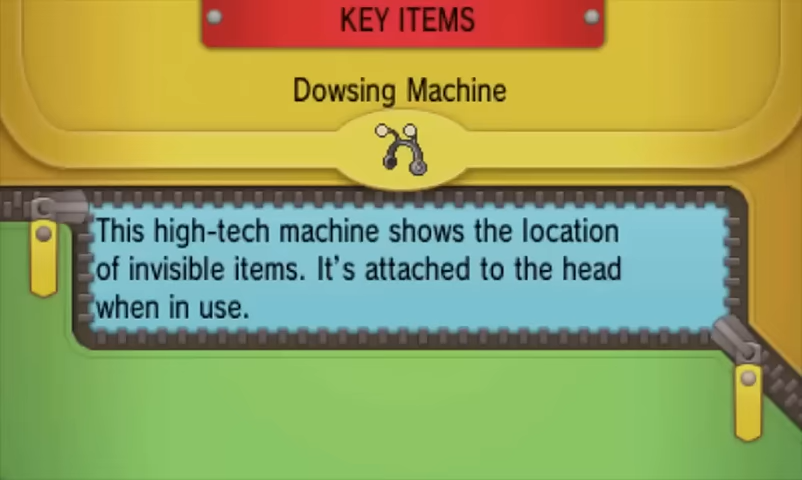 KEY ITEMS
Dowsing Machine
This high-tech machine shows the location
of invisible items. It's attached to the head
when in use.